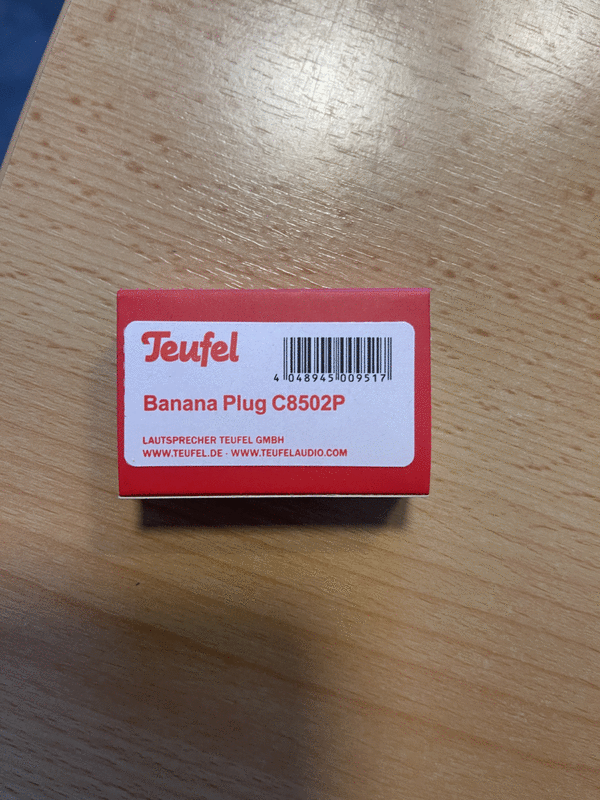 Teufel
4 048945 009517
Banana Plug C8502P
LAUTSPRECHER TEUFEL GMBH
WWW.TEUFEL.DE - WWW.TEUFELAUDIO.COM